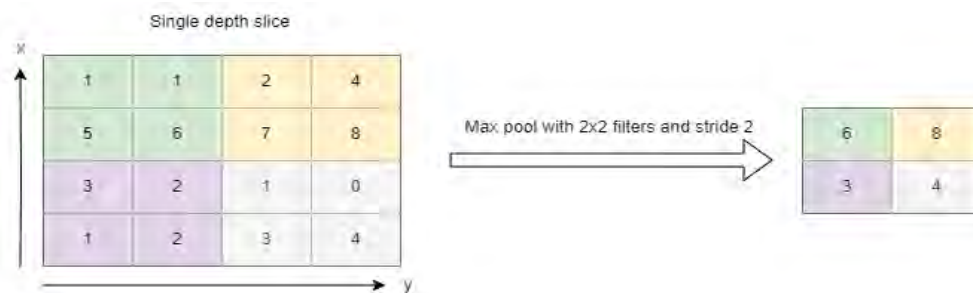 Single depth slice
x
1 1 2 4
5 6 7 8
3 2 1 0
1 2 3 4
y
Max pool with 2x2 filters and stride 2
6 8
3 4